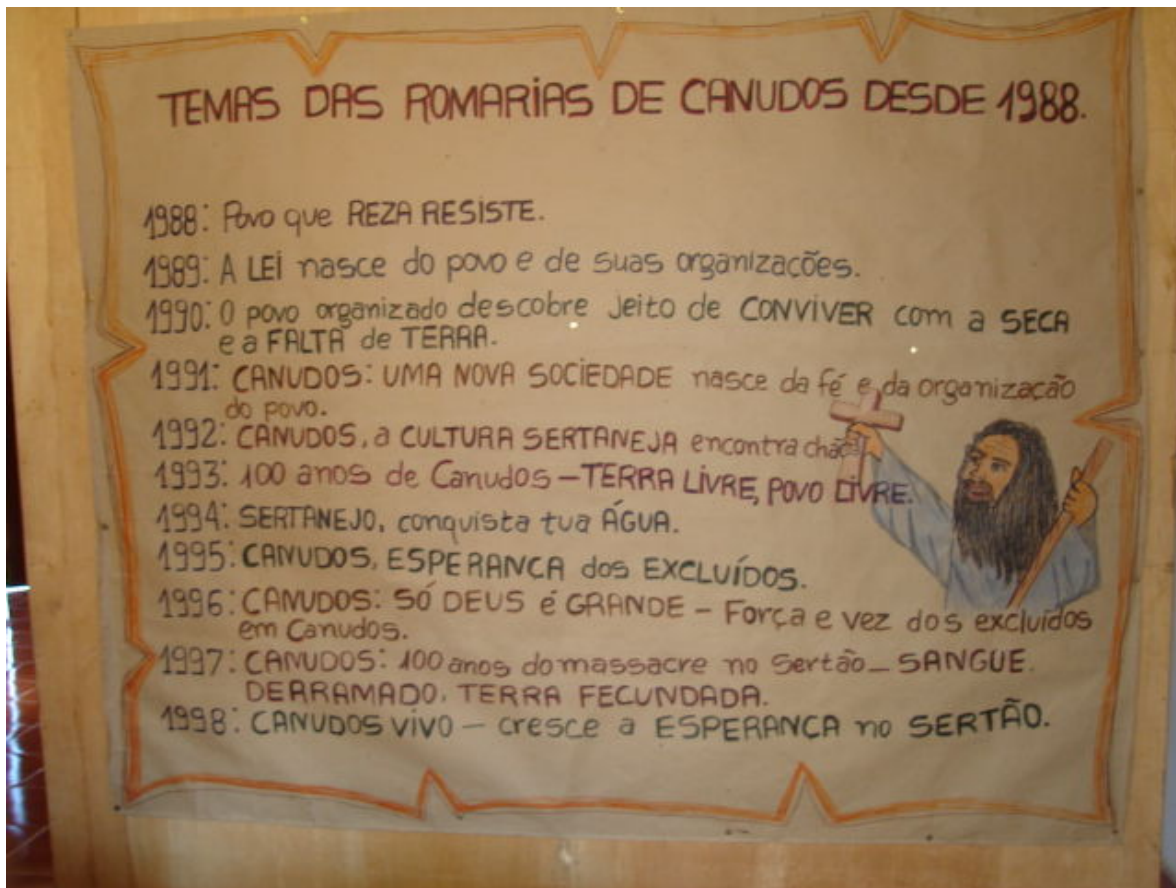 TEMAS DAS ROMARIAS DE CANUDOS DESDE 1988.
1988: Povo que REZA RESISTE.
1989: A LEI nasce do povo e de suas organizações.
1990: O povo organizado descobre jeito de CONVIVER com a SECA
e a FALTA de TERRA.
1991: CANUDOS: UMA NOVA SOCIEDADE nasce da fé e da organização
do povo.
1992: CANUDOS, a CULTURA SERTANEJA encontra chão.
1993: 100 anos de Canudos - TERRA LIVRE, POVO LIVRE.
1994: SERTANEJO, conquista tua ÁGUA.
1995: CANUDOS, ESPERANCA dos EXCLUÍDOS.
1996: CANUDOS: SÓ DEUS é GRANDE - Força e vez dos excluídos
em Canudos.
1997: CANUDOS: 100 anos do massacre no Sertão - SANGUE
DERRAMADO, TERRA FECUNDADA.
1998: CANUDOS VIVO - cresce a ESPERANÇA no SERTÃO.